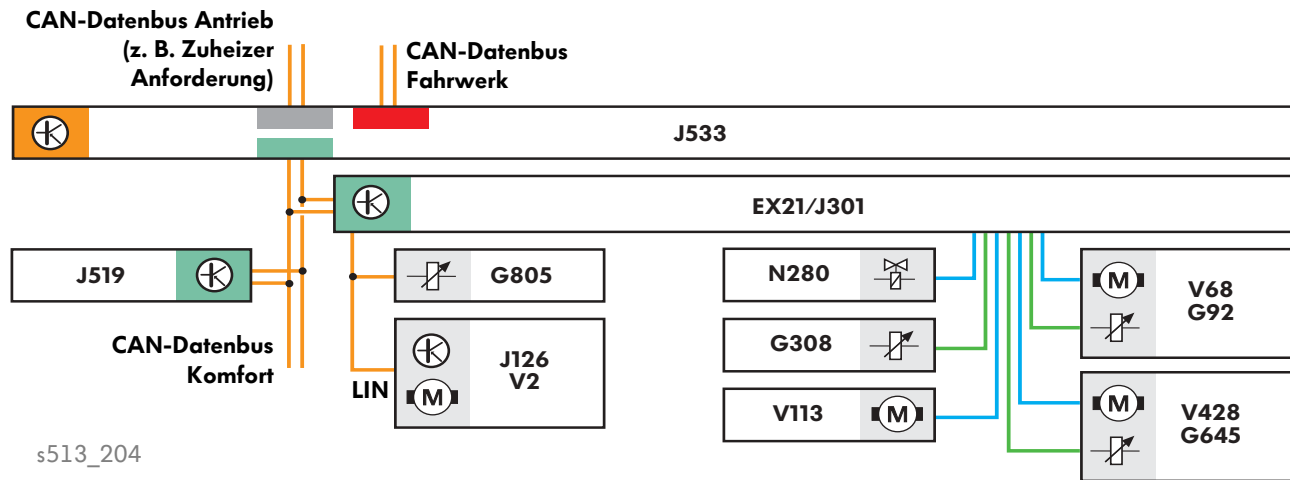 CAN-Datenbus Antrieb
(z. B. Zuheizer
Anforderung)
CAN-Datenbus
Fahrwerk
J533
EX21/J301
J519
G805
CAN-Datenbus
Komfort
LIN
J126
V2
M
N280
G308
V113
M
M
V68
G92
M
V428
G645
s513_204